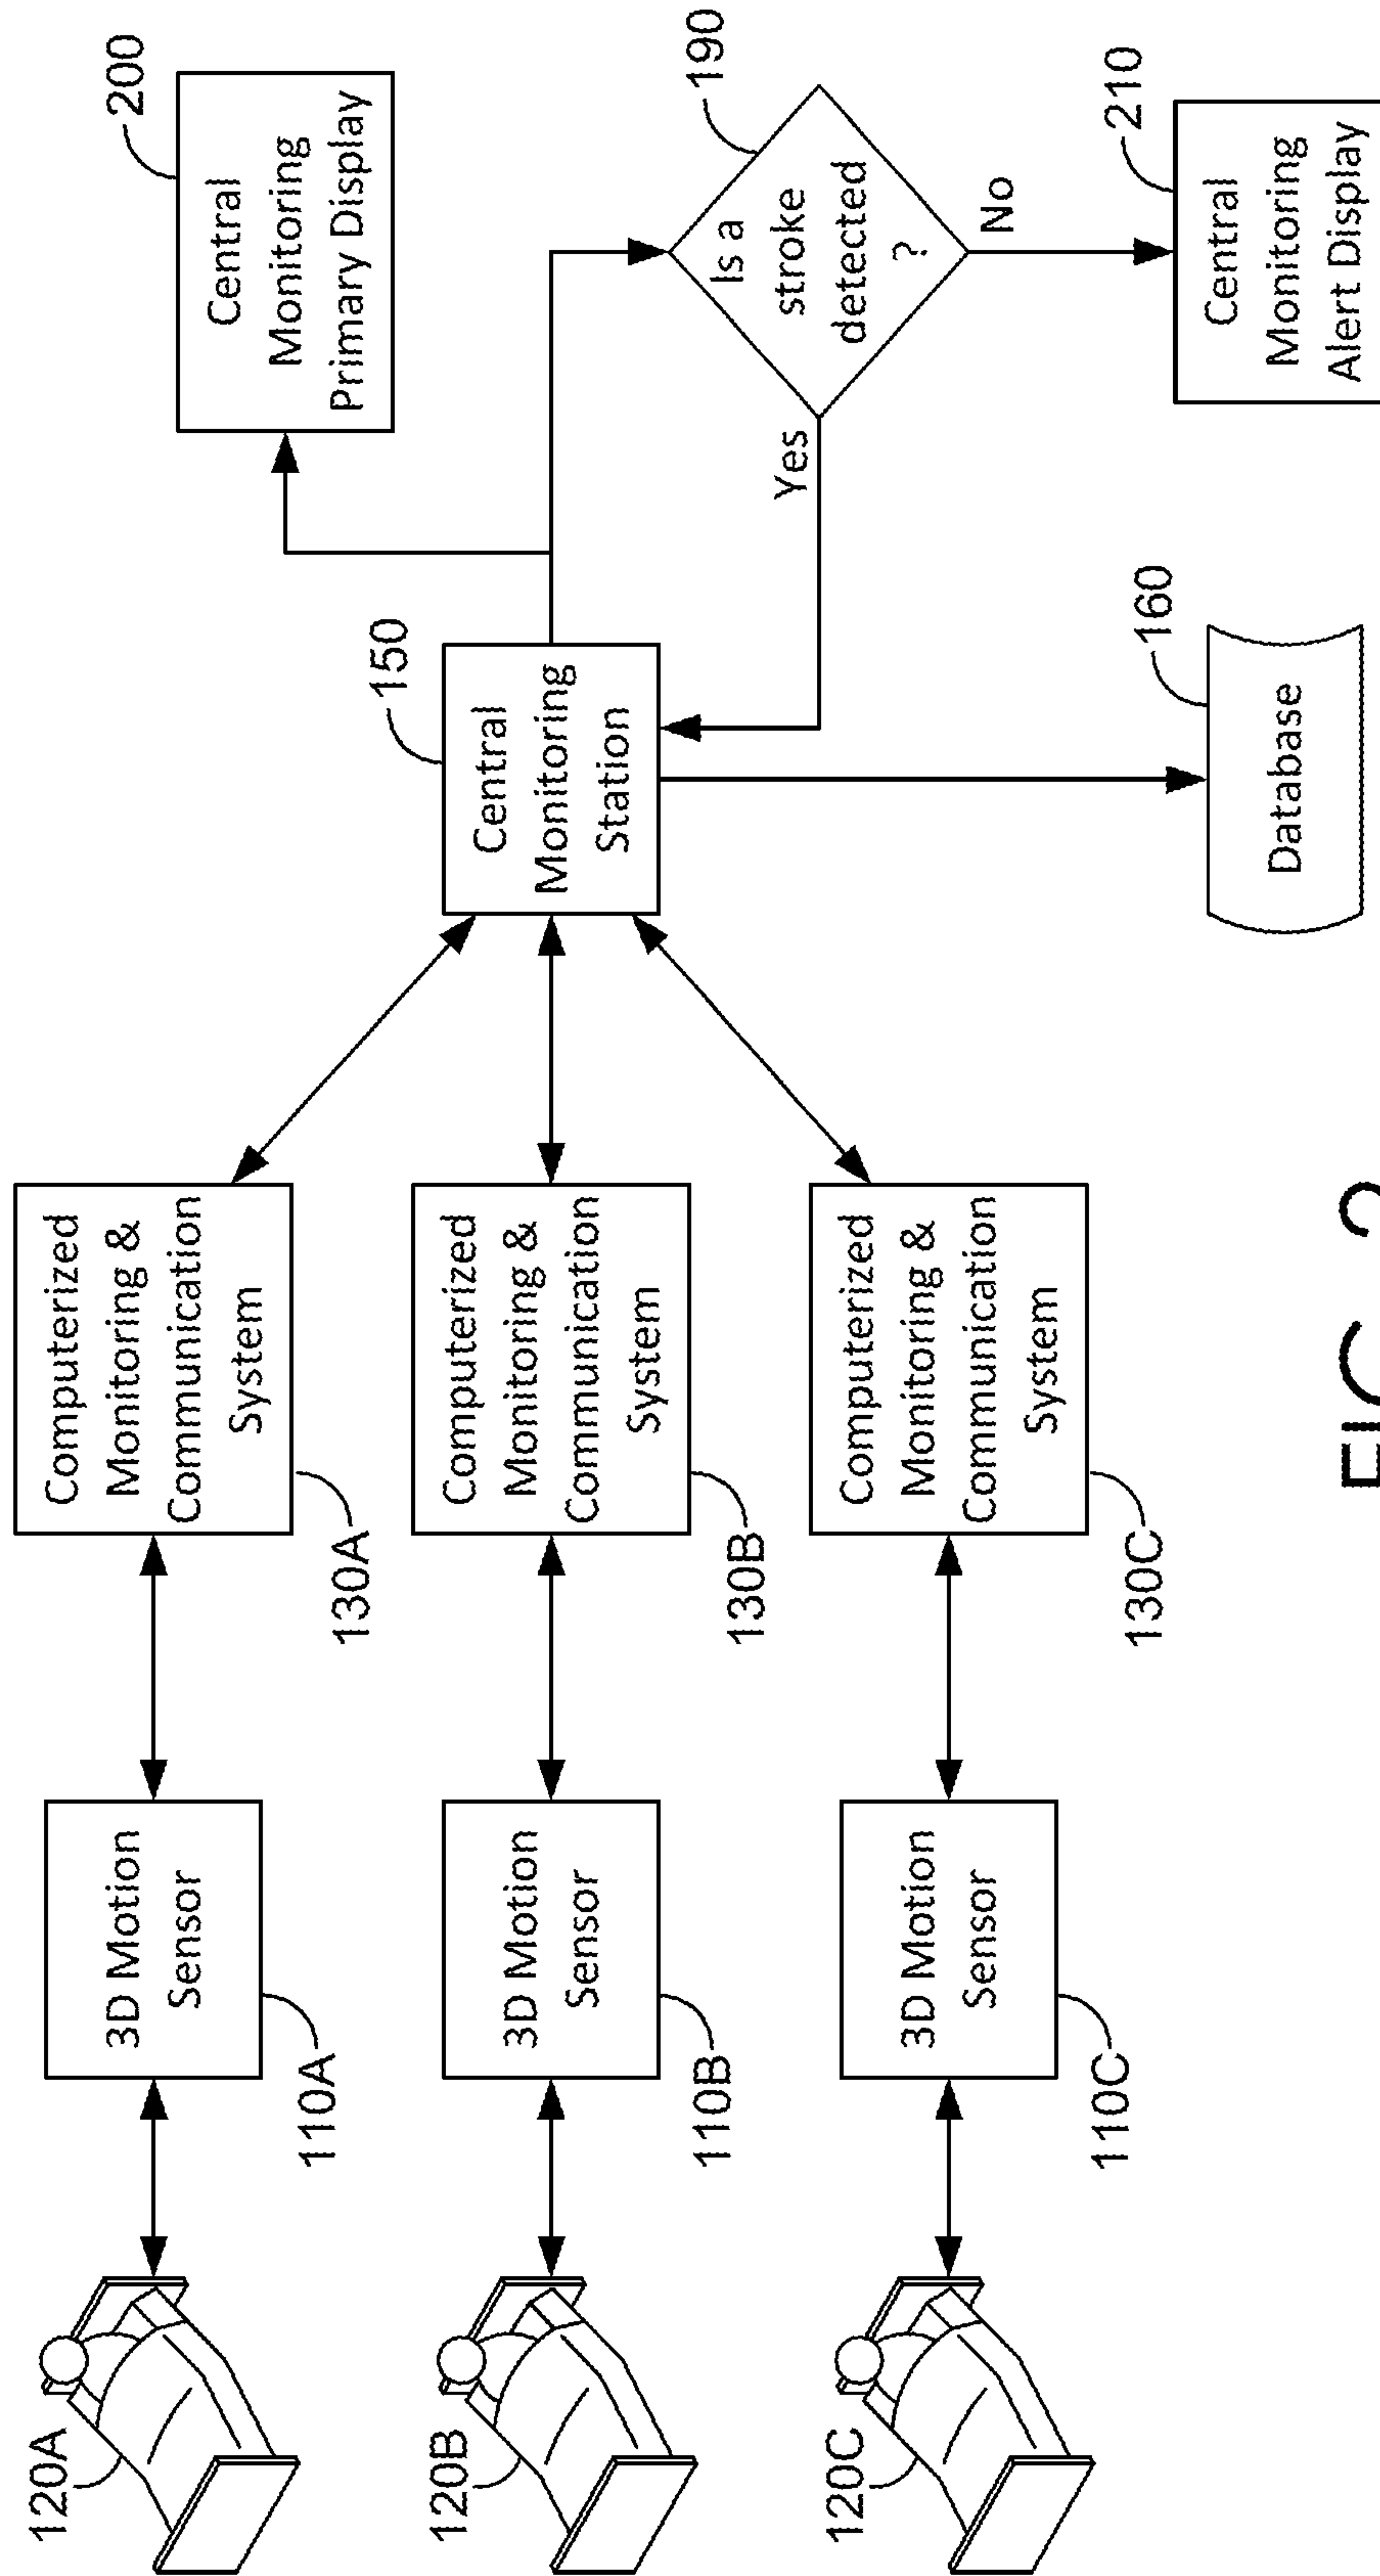 120A
110A
3D Motion
Sensor
130A
Computerized
Monitoring &
Communication
System
120B
110B
3D Motion
Sensor
130B
Computerized
Monitoring &
Communication
System
120C
110C
3D Motion
Sensor
130C
Computerized
Monitoring &
Communication
System
150
Central
Monitoring
Station
200
Central
Monitoring
Primary Display
190
Is a
stroke
detected
?
Yes
No
160
Database
210
Central
Monitoring
Alert Display